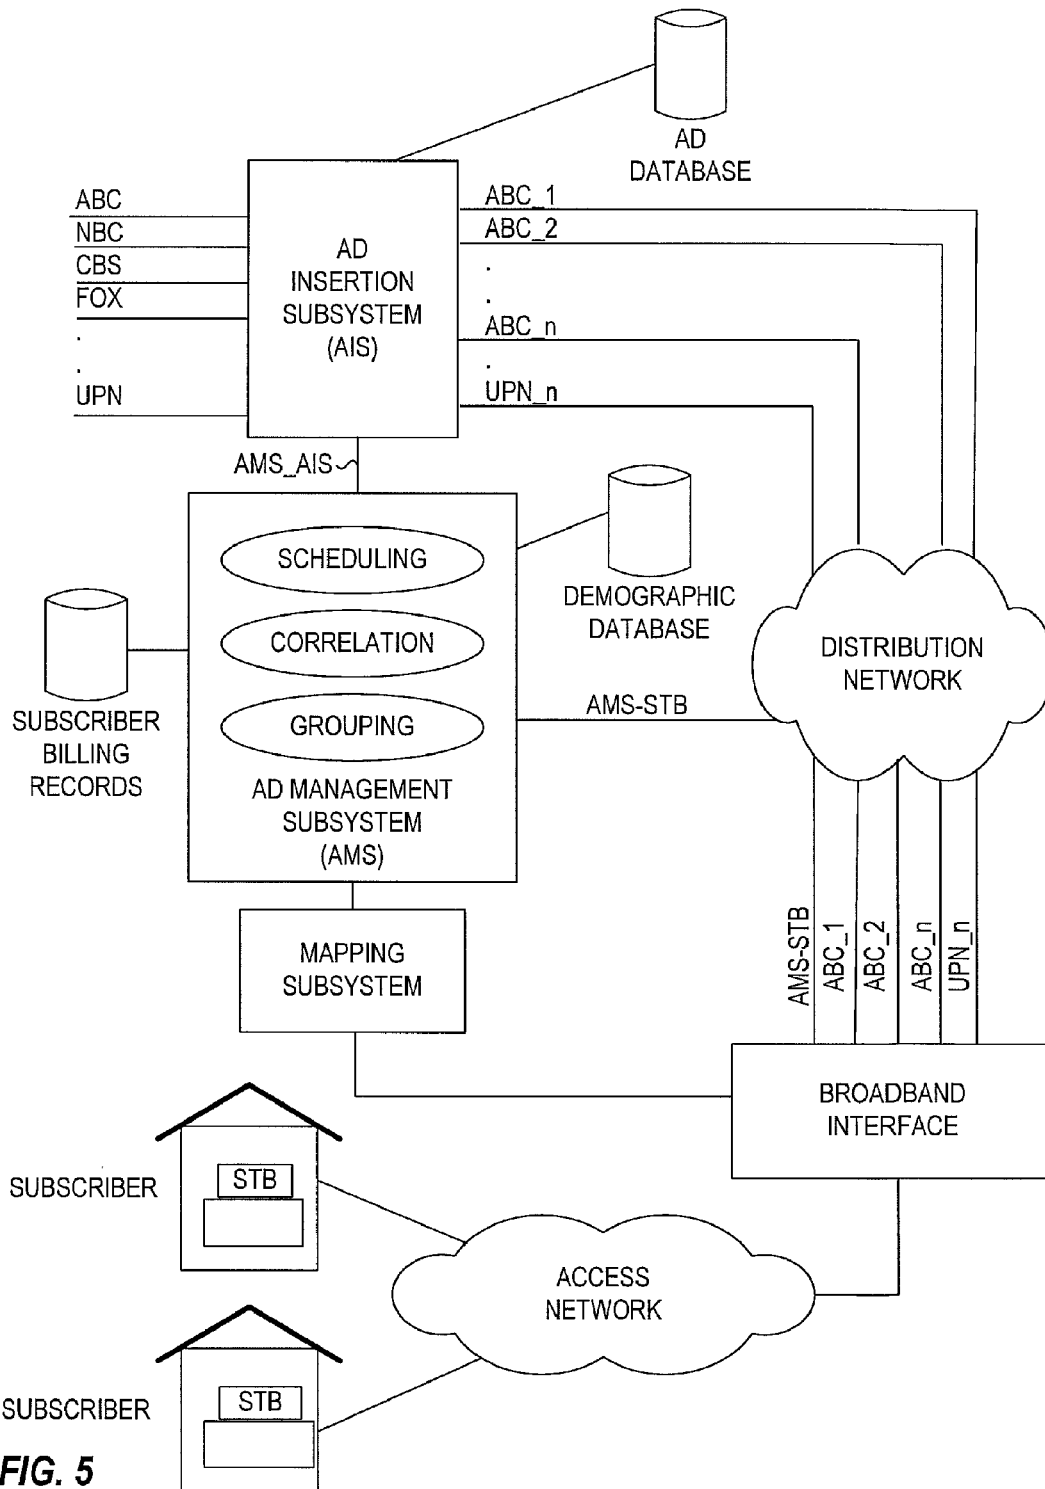 AD
DATABASE
ABC
NBC
CBS
FOX
.
.
UPN
AD
INSERTION
SUBSYSTEM
(AIS)
ABC_1
ABC_2
.
.
ABC_n
.
UPN_n
AMS_AIS
SCHEDULING
CORRELATION
GROUPING
AD MANAGEMENT
SUBSYSTEM
(AMS)
DEMOGRAPHIC
DATABASE
SUBSCRIBER
BILLING
RECORDS
AMS-STB
DISTRIBUTION
NETWORK
MAPPING
SUBSYSTEM
AMS-STB
ABC_1
ABC_2
ABC_n
UPN_n
BROADBAND
INTERFACE
SUBSCRIBER
STB
ACCESS
NETWORK
SUBSCRIBER
STB
FIG. 5